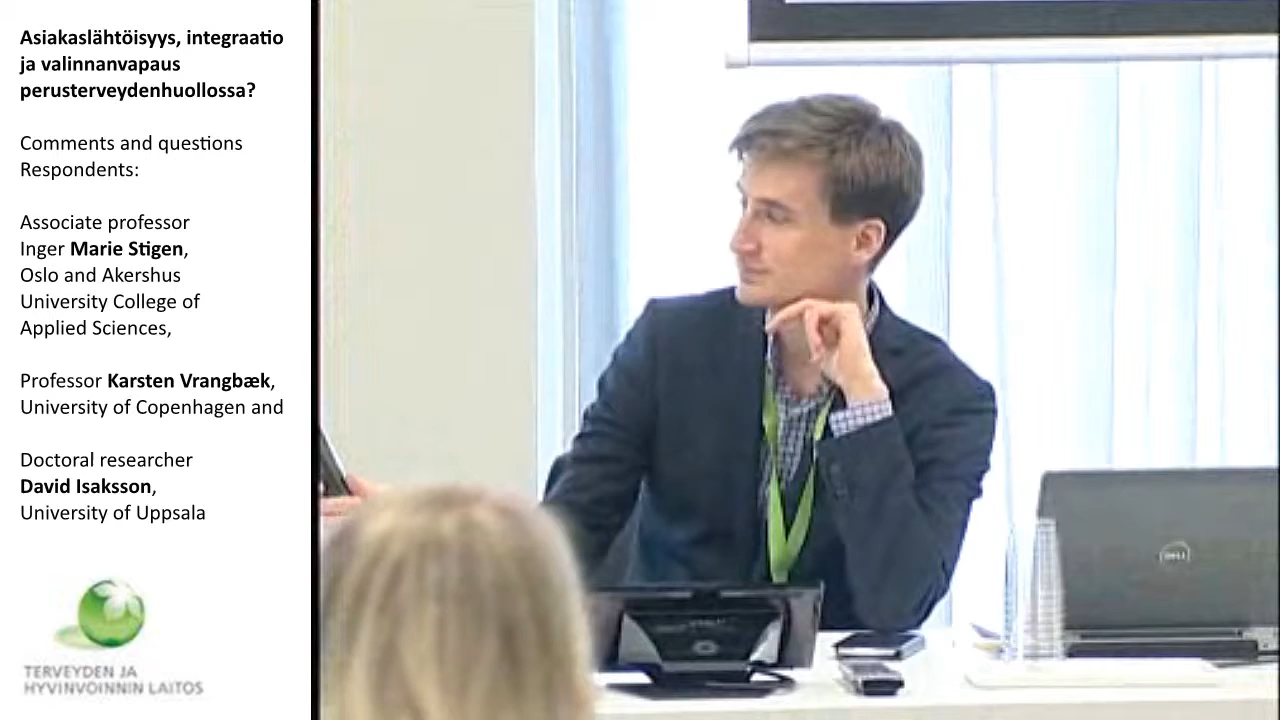 Asiakaslähtöisyys, integraatio
ja valinnanvapaus
perusterveydenhuollossa?
Comments and questions
Respondents:
Associate professor
Inger Marie Stigen,
Oslo and Akershus
University College of
Applied Sciences,
Professor Karsten Vrangbæk,
University of Copenhagen and
Doctoral researcher
David Isaksson,
University of Uppsala
TERVEYDEN JA
HYVINVOINNIN LAITOS
DELL